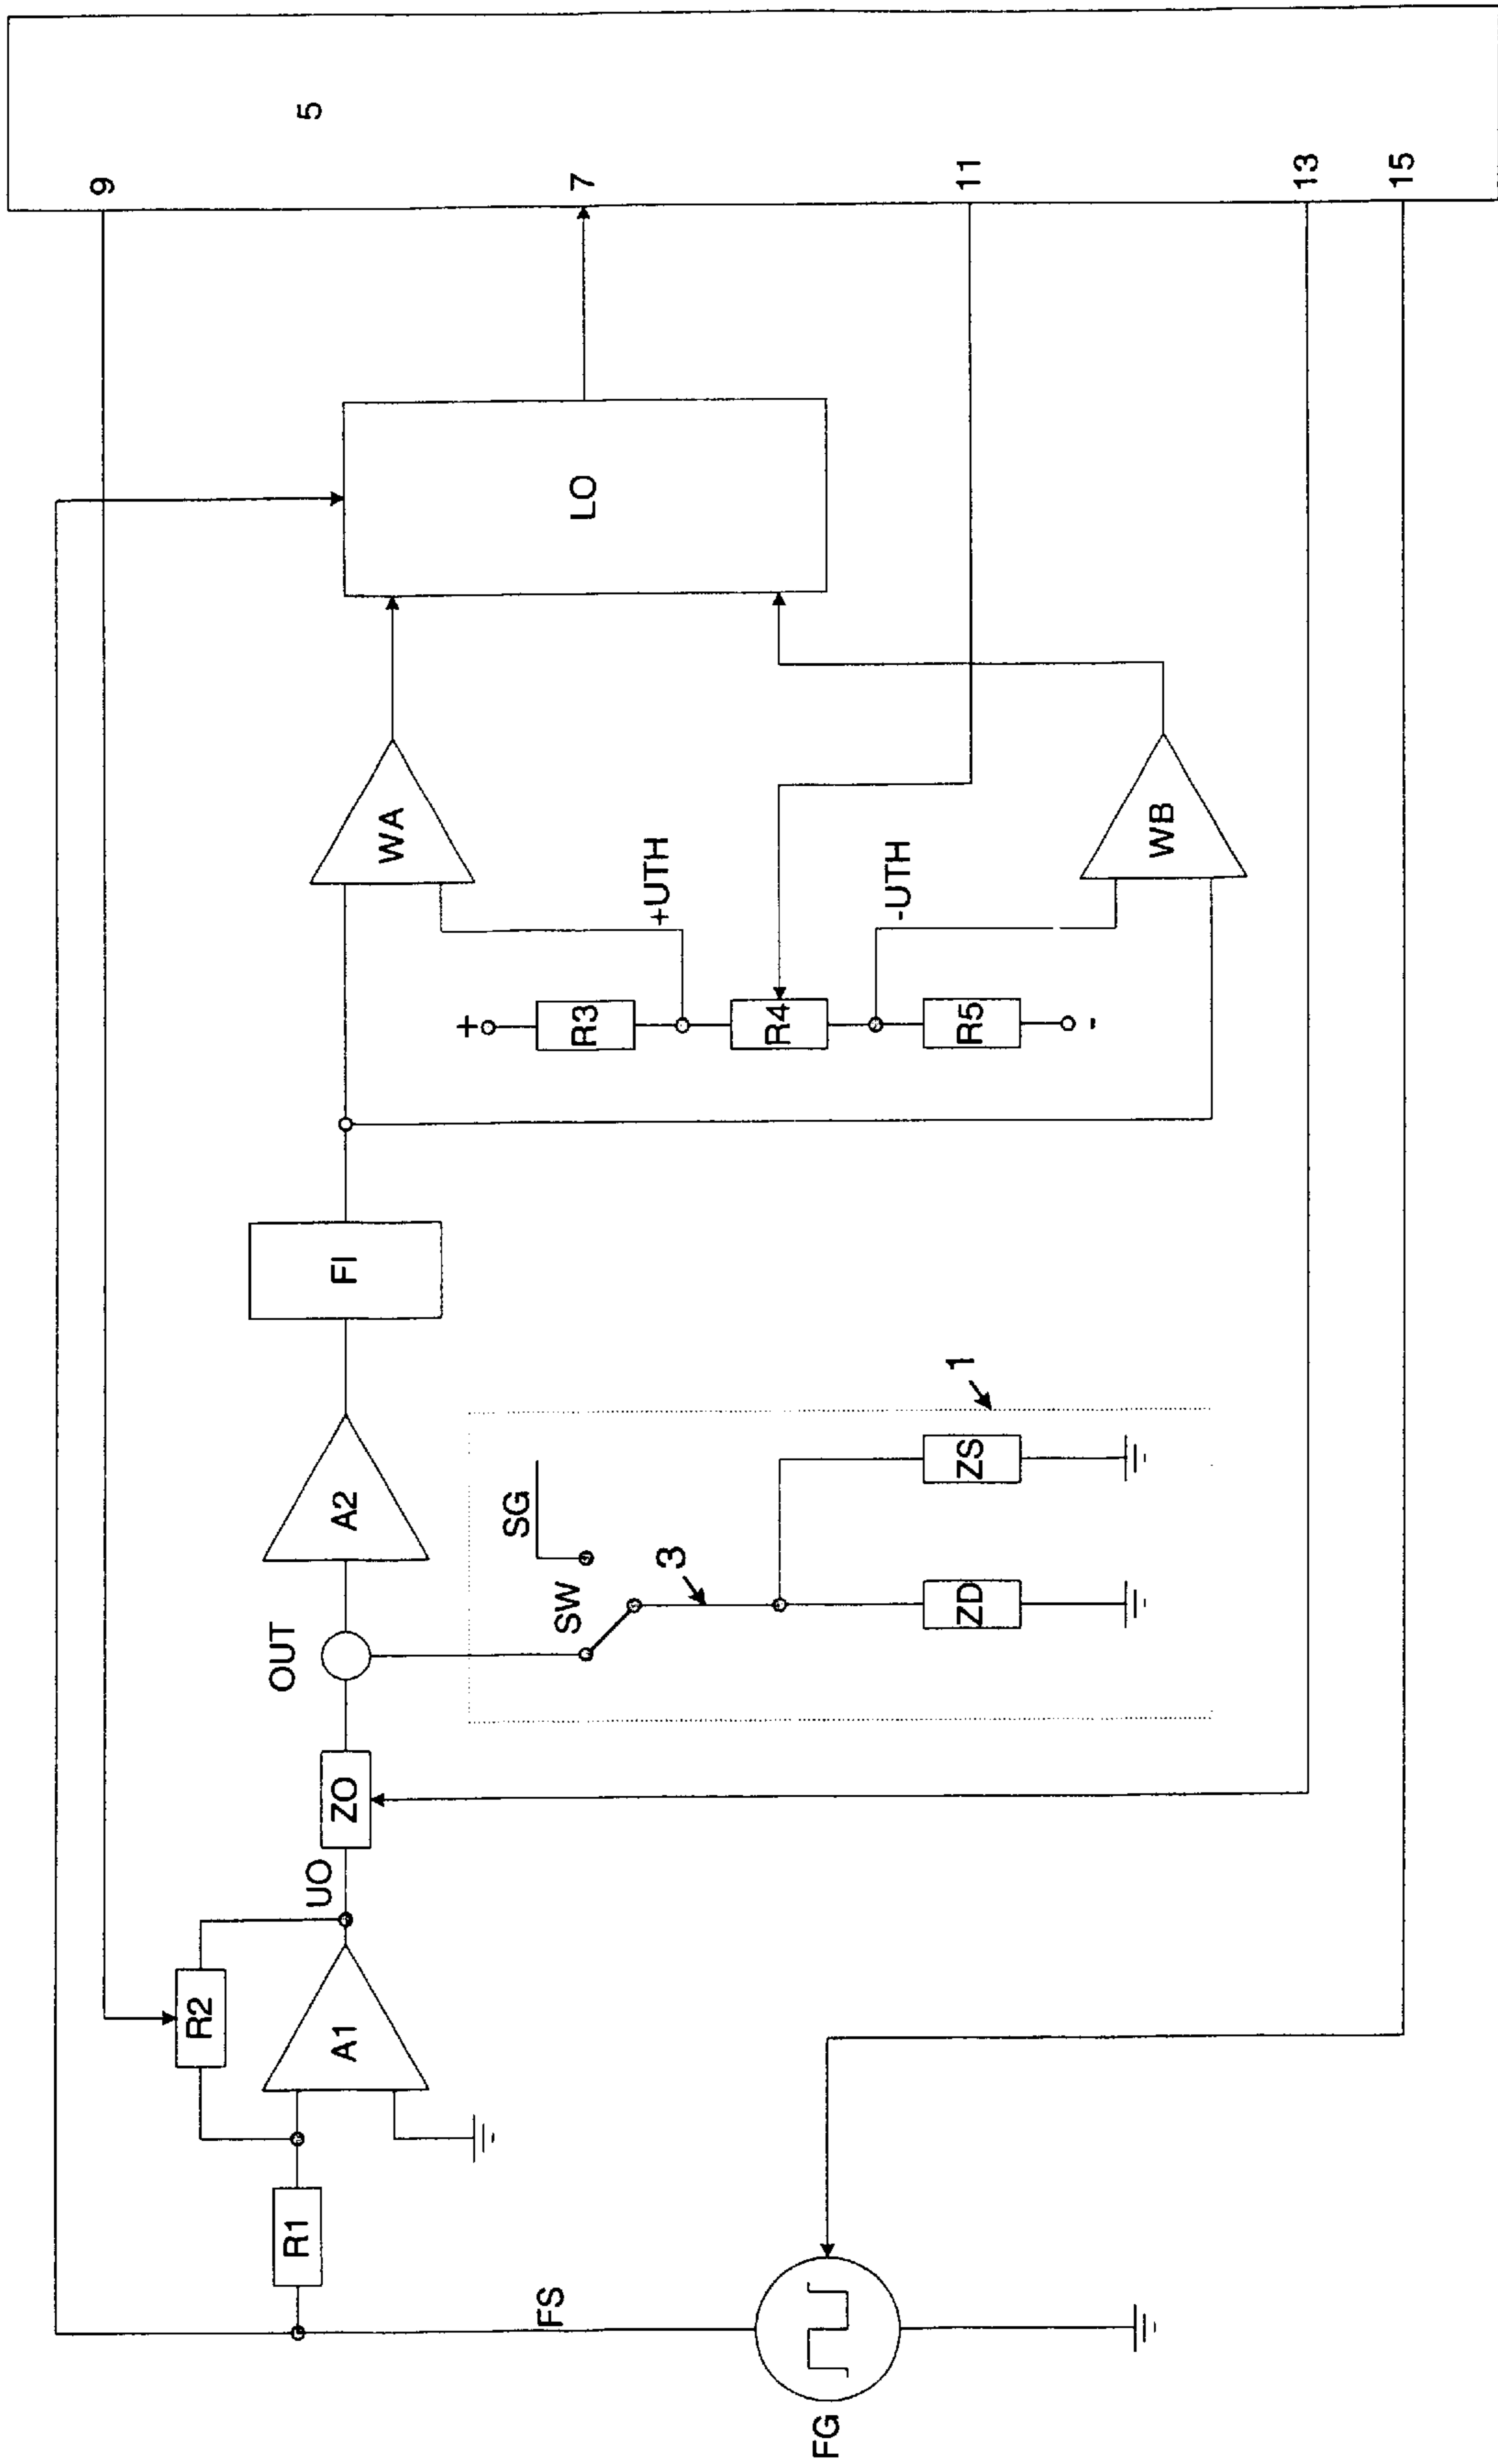 5
9
7
11
13
15
LO
WA
WB
+UTH
-UTH
+
R3
R4
R5
-
FI
A2
OUT
SG
SW
3
1
ZS
ZD
ZO
UO
R2
A1
R1
FS
FG